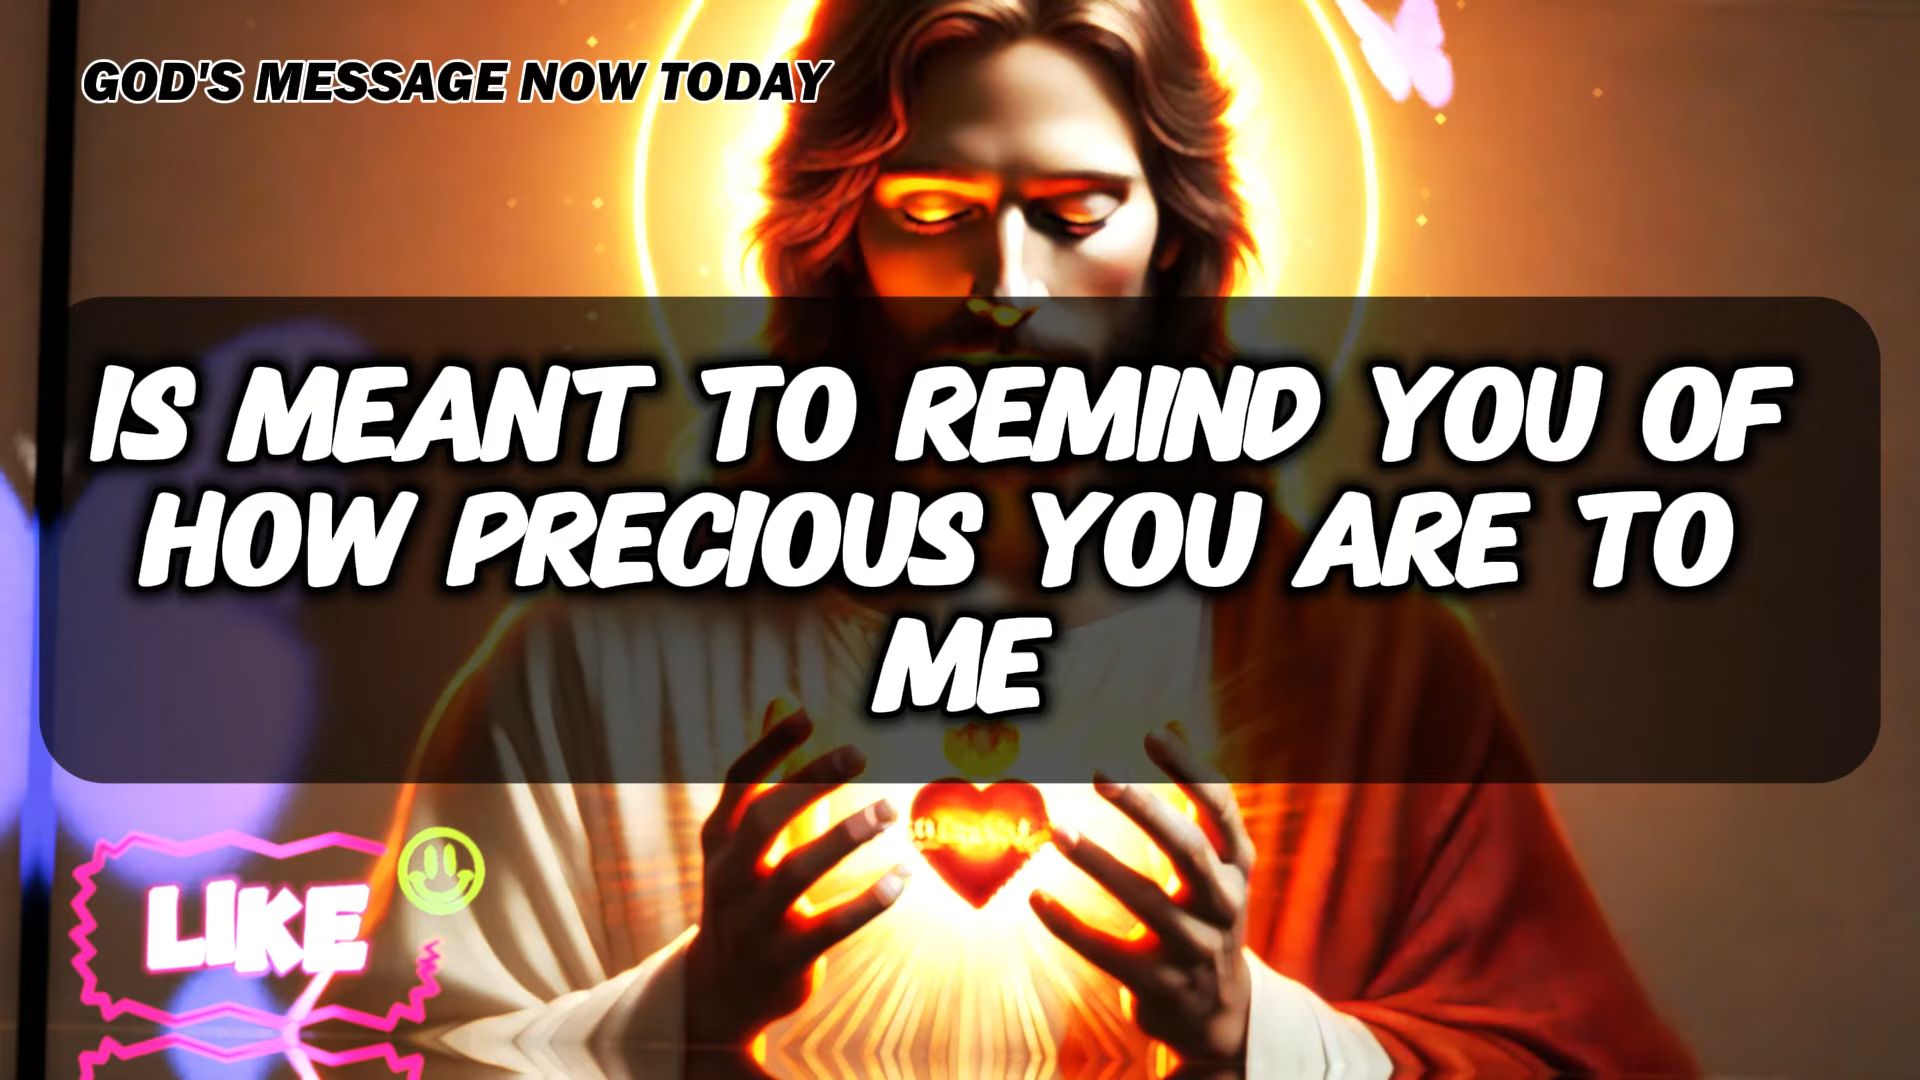 GOD'S MESSAGE NOW TODAY
IS MEANT TO REMIND YOU OF
HOW PRECIOUS YOU ARE TO
ME
LIKE